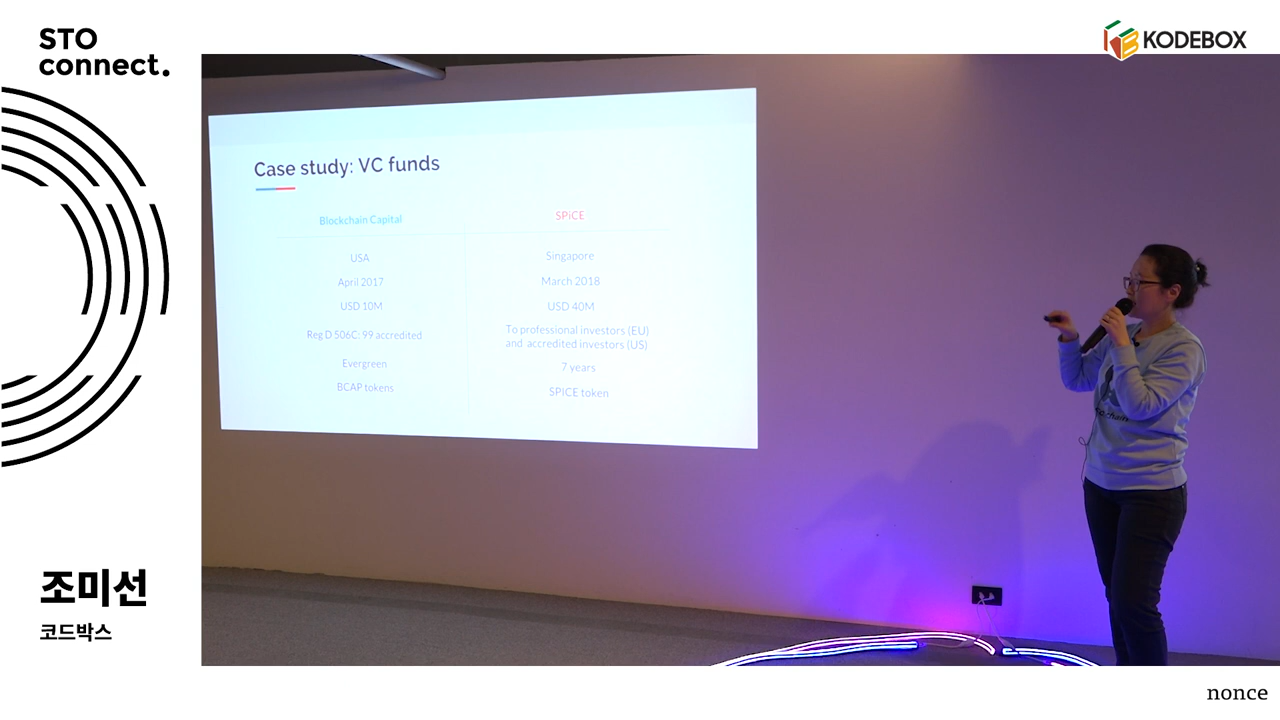 STO
connect.
KODEBOX
Case study: VC funds
Blockchain Capital
SPiCE
USA
Singapore
April 2017
March 2018
USD 10M
USD 40M
Reg D 506C: 99 accredited
To professional investors (EU)
and accredited investors (US)
Evergreen
7 years
BCAP tokens
SPICE token
chain
조미선
코드박스
nonce